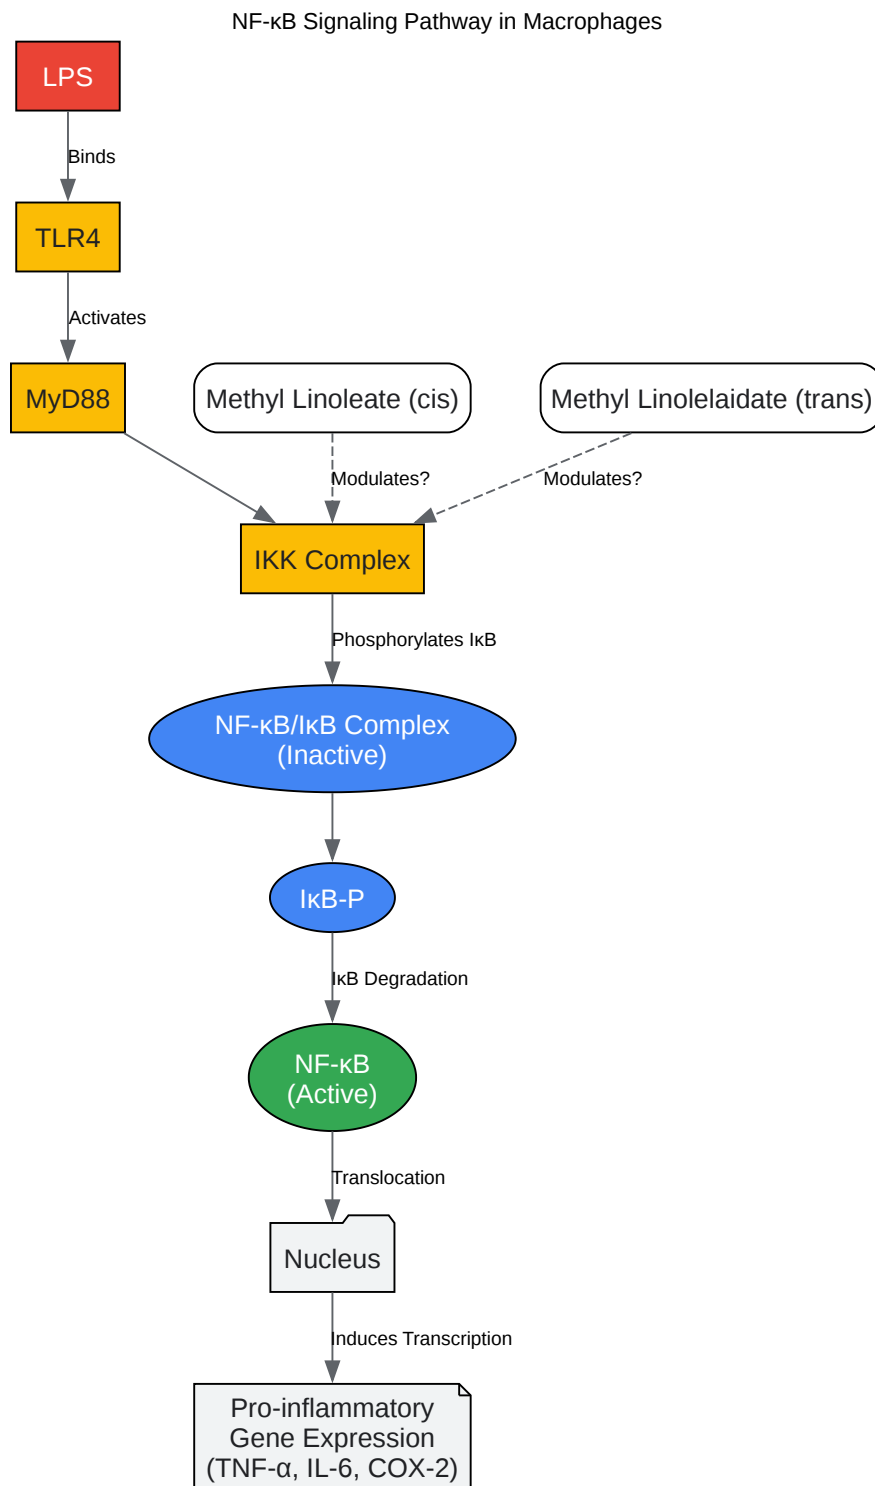 NF-κB Signaling Pathway in Macrophages
LPS
Binds
TLR4
Activates
MyD88
Methyl Linoleate (cis)
Methyl Linolelaidate (trans)
Modulates?
Modulates?
IKK Complex
Phosphorylates IκB
NF-κB/IκB Complex
(Inactive)
IκB-P
IκB Degradation
NF-κB
(Active)
Translocation
Nucleus
Induces Transcription
Pro-inflammatory
Gene Expression
(TNF-α, IL-6, COX-2)